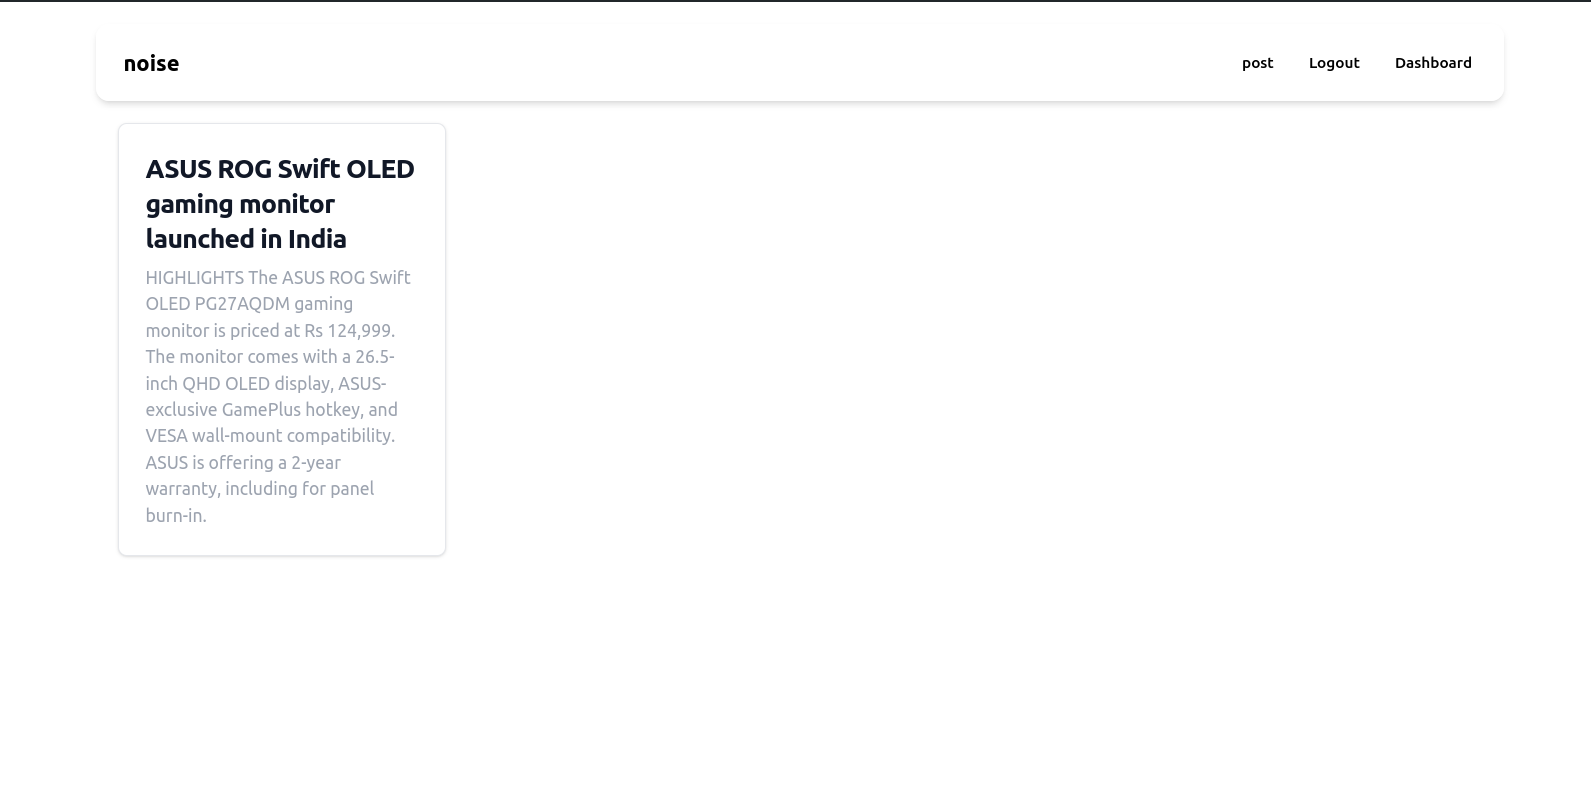 noise
post Logout Dashboard
ASUS ROG Swift OLED
gaming monitor
launched in India
HIGHLIGHTS The ASUS ROG Swift
OLED PG27AQDM gaming
monitor is priced at Rs 124,999.
The monitor comes with a 26.5-
inch QHD OLED display, ASUS-
exclusive GamePlus hotkey, and
VESA wall-mount compatibility.
ASUS is offering a 2-year
warranty, including for panel
burn-in.